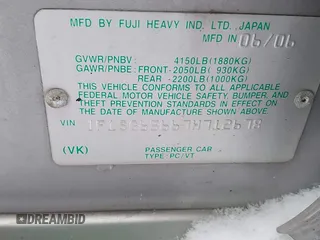 MFD BY FUJI HEAVY IND. LTD. JAPAN
MFD IN 06/06
GVWR/PNBV: 4150LB(1880KG)
GAWR/PNBE: FRONT-2050LB( 930KG)
REAR -2200LB(1000KG)
THIS VEHICLE CONFORMS TO ALL APPLICABLE
FEDERAL MOTOR VEHICLE SAFETY, BUMPER, AND
THEFT PREVENTION STANDARDS IN EFFECT ON
THE DATE OF MANUFACTURE SHOWN ABOVE.
VIN
(VK)
PASSENGER CAR
TYPE: PC/VT
@DREAMBID